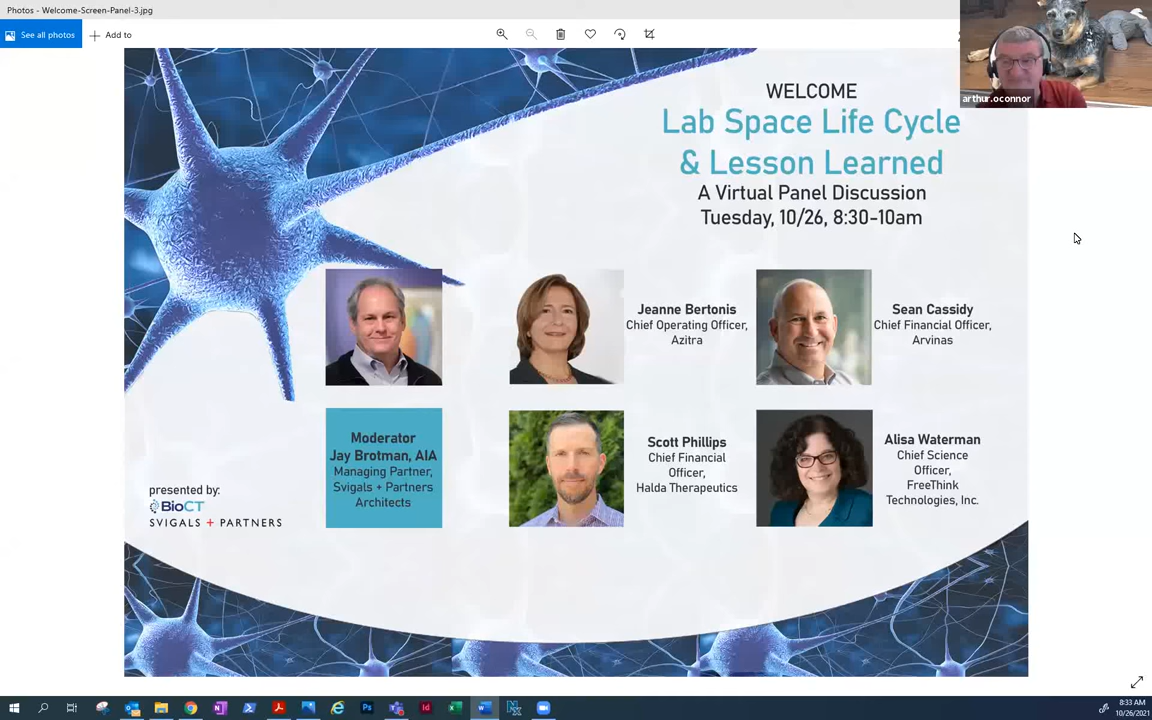 Photos - Welcome-Screen-Panel-3.jpg
See all photos
Add to
arthur.oconnor
WELCOME
Lab Space Life Cycle
& Lesson Learned
A Virtual Panel Discussion
Tuesday, 10/26, 8:30-10am
Jeanne Bertonis
Chief Operating Officer,
Azitra
Sean Cassidy
Chief Financial Officer,
Arvinas
Moderator
Jay Brotman, AIA
Managing Partner,
Svigals + Partners
Architects
Scott Phillips
Chief Financial
Officer,
Halda Therapeutics
Alisa Waterman
Chief Science
Officer,
FreeThink
Technologies, Inc.
presented by:
BioCT
SVIGALS + PARTNERS
8:33 AM
10/26/2021